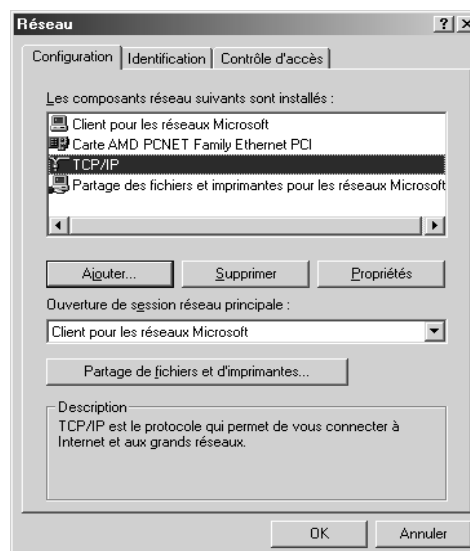 Réseau
Configuration
Identification
Contrôle d'accès
Les composants réseau suivants sont installés :
Client pour les réseaux Microsoft
Carte AMD PCNET Family Ethernet PCI
TCP/IP
Partage des fichiers et imprimantes pour les réseaux Microsoft
Ajouter...
Supprimer
Propriétés
Ouverture de session réseau principale :
Client pour les réseaux Microsoft
Partage de fichiers et d'imprimantes...
Description
TCP/IP est le protocole qui permet de vous connecter à
Internet et aux grands réseaux.
OK
Annuler